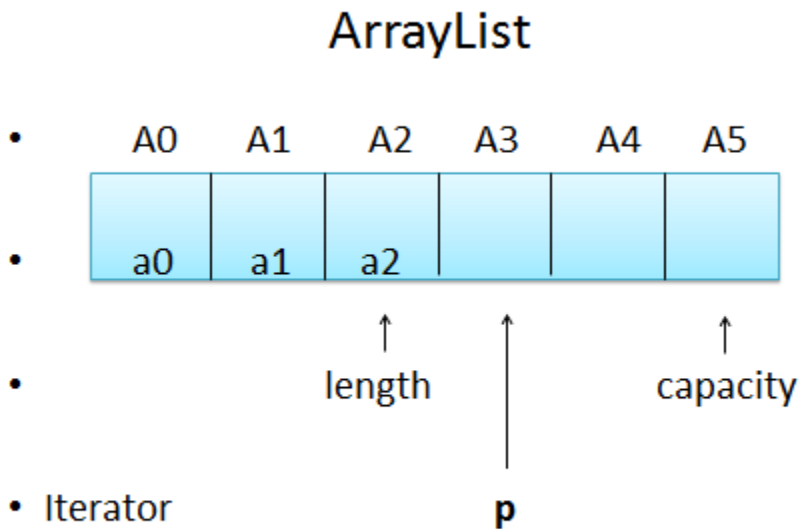 ArrayList
• A0 A1 A2 A3 A4 A5
• a0 a1 a2
• length capacity
• Iterator p